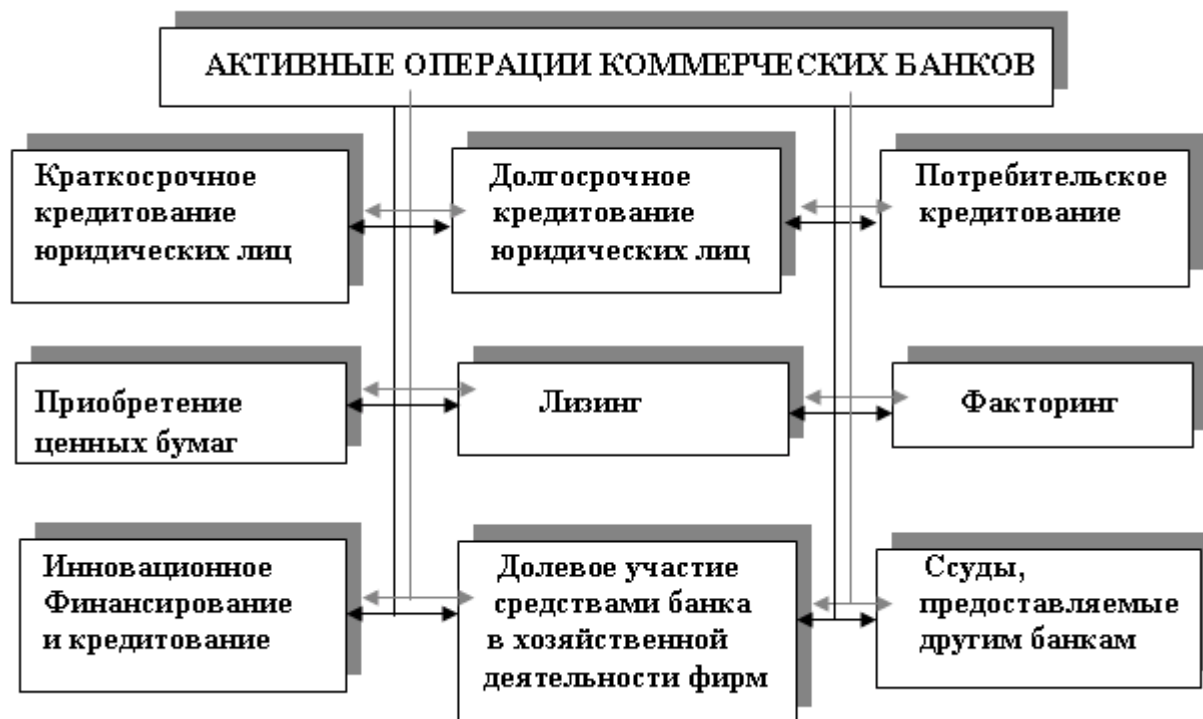 АКТИВНЫЕ ОПЕРАЦИИ КОММЕРЧЕСКИХ БАНКОВ
Краткосрочное
кредитование
юридических лиц
Долгосрочное
кредитование
юридических лиц
Потребительское
кредитование
Приобретение
ценных бумаг
Лизинг
Факторинг
Инновационное
Финансирование
и кредитование
Долевое участие
средствами банка
в хозяйственной
деятельности фирм
Ссуды,
предоставляемые
другим банкам